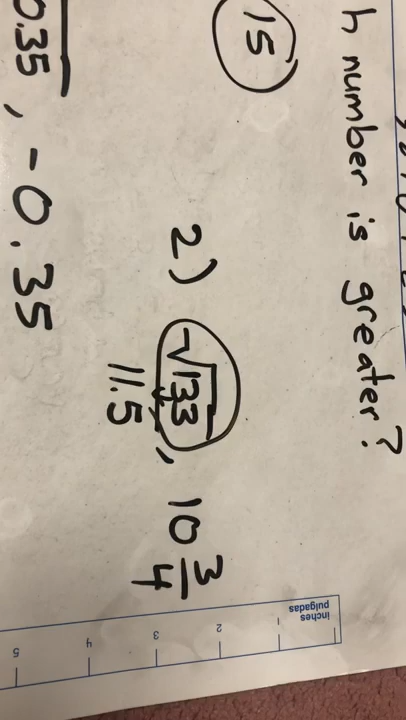 h number is greater?
15
2) √133, 10 3/4
11.5
0.35, -0.35
inches
pulgadas
1 2 3 4 5